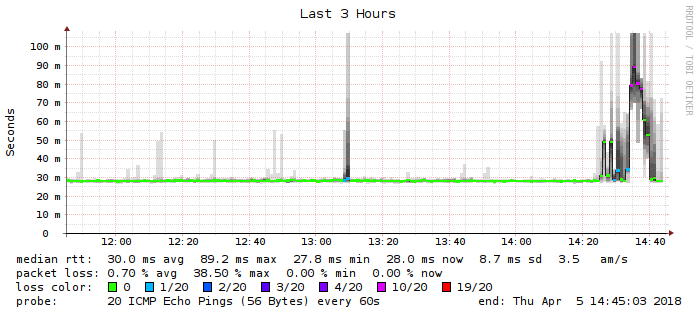 Last 3 Hours
RRDTOOL / TOBI OETIKER
Seconds
100 m
90 m
80 m
70 m
60 m
50 m
40 m
30 m
20 m
10 m
0
12:00 12:20 12:40 13:00 13:20 13:40 14:00 14:20 14:40
median rtt: 30.0 ms avg 89.2 ms max 27.8 ms min 28.0 ms now 8.7 ms sd 3.5 am/s
packet loss: 0.70 % avg 38.50 % max 0.00 % min 0.00 % now
loss color: 0 1/20 2/20 3/20 4/20 10/20 19/20
probe: 20 ICMP Echo Pings (56 Bytes) every 60s end: Thu Apr 5 14:45:03 2018